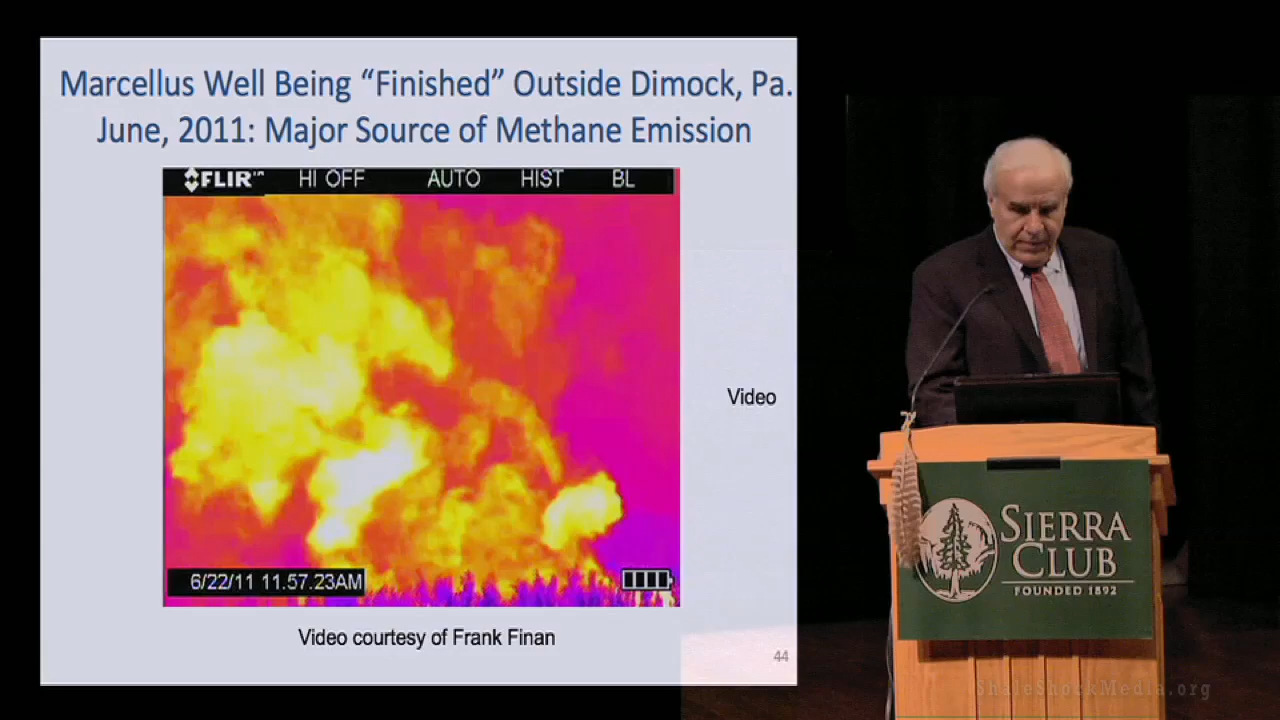 Marcellus Well Being “Finished” Outside Dimock, Pa.
June, 2011: Major Source of Methane Emission
FLIR™ HI OFF AUTO HIST BL
6/22/11 11.57.23AM
Video
Video courtesy of Frank Finan
44
SIERRA
CLUB
FOUNDED 1892
ShaleShockMedia.org